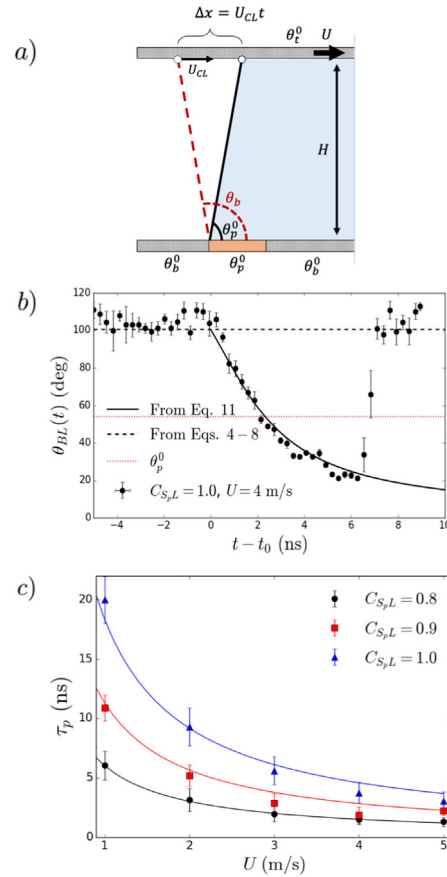 a)
Δx = U_CL t
θ_t^0
U
U_CL
H
θ_b
θ_p^0
θ_b^0 θ_p^0 θ_b^0
b)
120
100
80
60
40
20
0
θ_BL(t) (deg)
From Eq. 11
From Eqs. 4 − 8
θ_p^0
C_{S_pL} = 1.0, U = 4 m/s
−4 −2 0 2 4 6 8 10
t − t_0 (ns)
c)
20
15
10
5
0
τ_p (ns)
C_{S_pL} = 0.8
C_{S_pL} = 0.9
C_{S_pL} = 1.0
1 2 3 4 5
U (m/s)